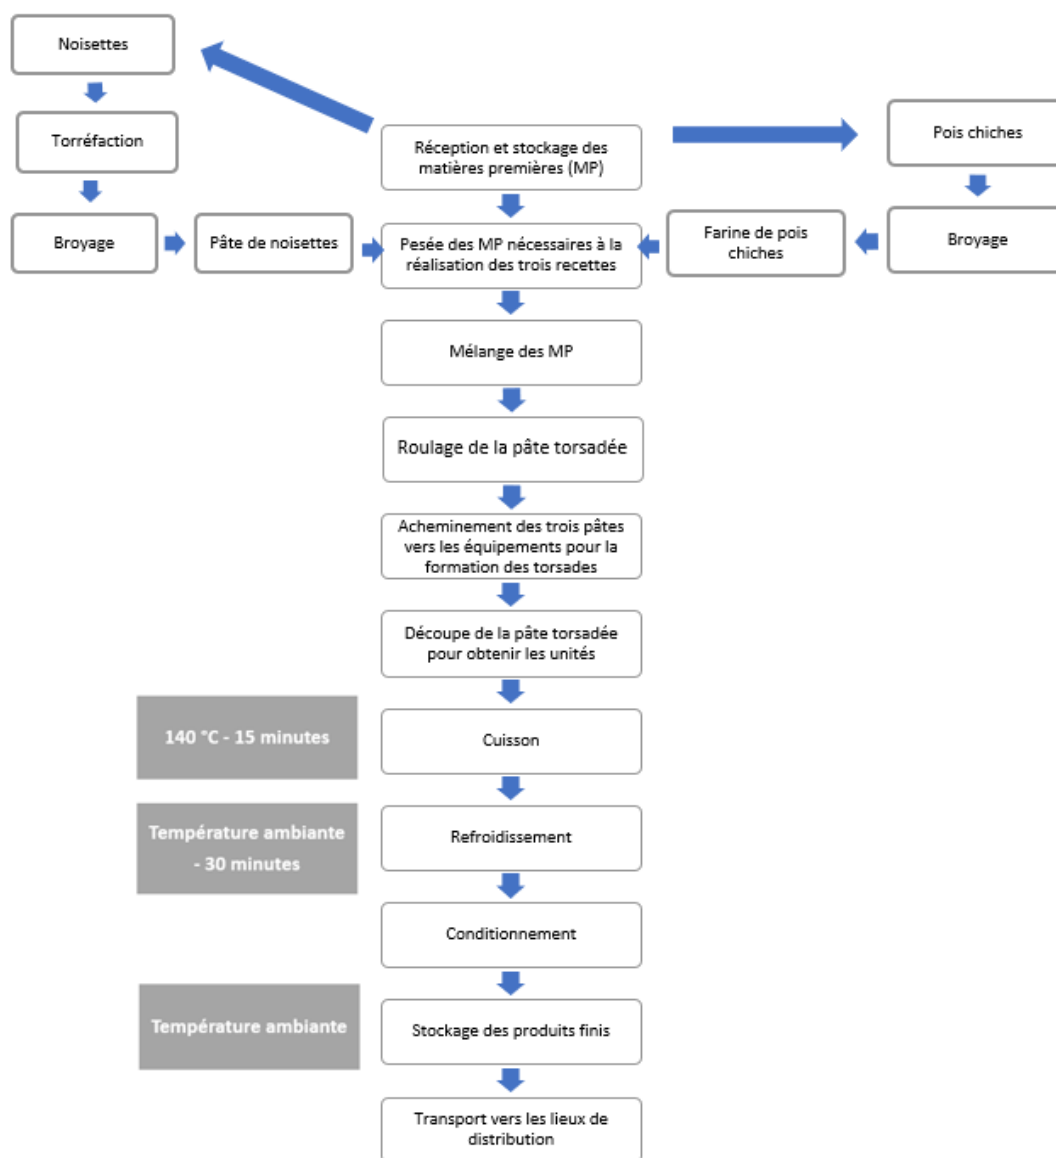 Noisettes
Torréfaction
Broyage
Pâte de noisettes
Réception et stockage des
matières premières (MP)
Pois chiches
Broyage
Farine de pois
chiches
Pesée des MP nécessaires à la
réalisation des trois recettes
Mélange des MP
Roulage de la pâte torsadée
Acheminement des trois pâtes
vers les équipements pour la
formation des torsades
Découpe de la pâte torsadée
pour obtenir les unités
140 °C - 15 minutes
Cuisson
Température ambiante
- 30 minutes
Refroidissement
Conditionnement
Température ambiante
Stockage des produits finis
Transport vers les lieux de
distribution